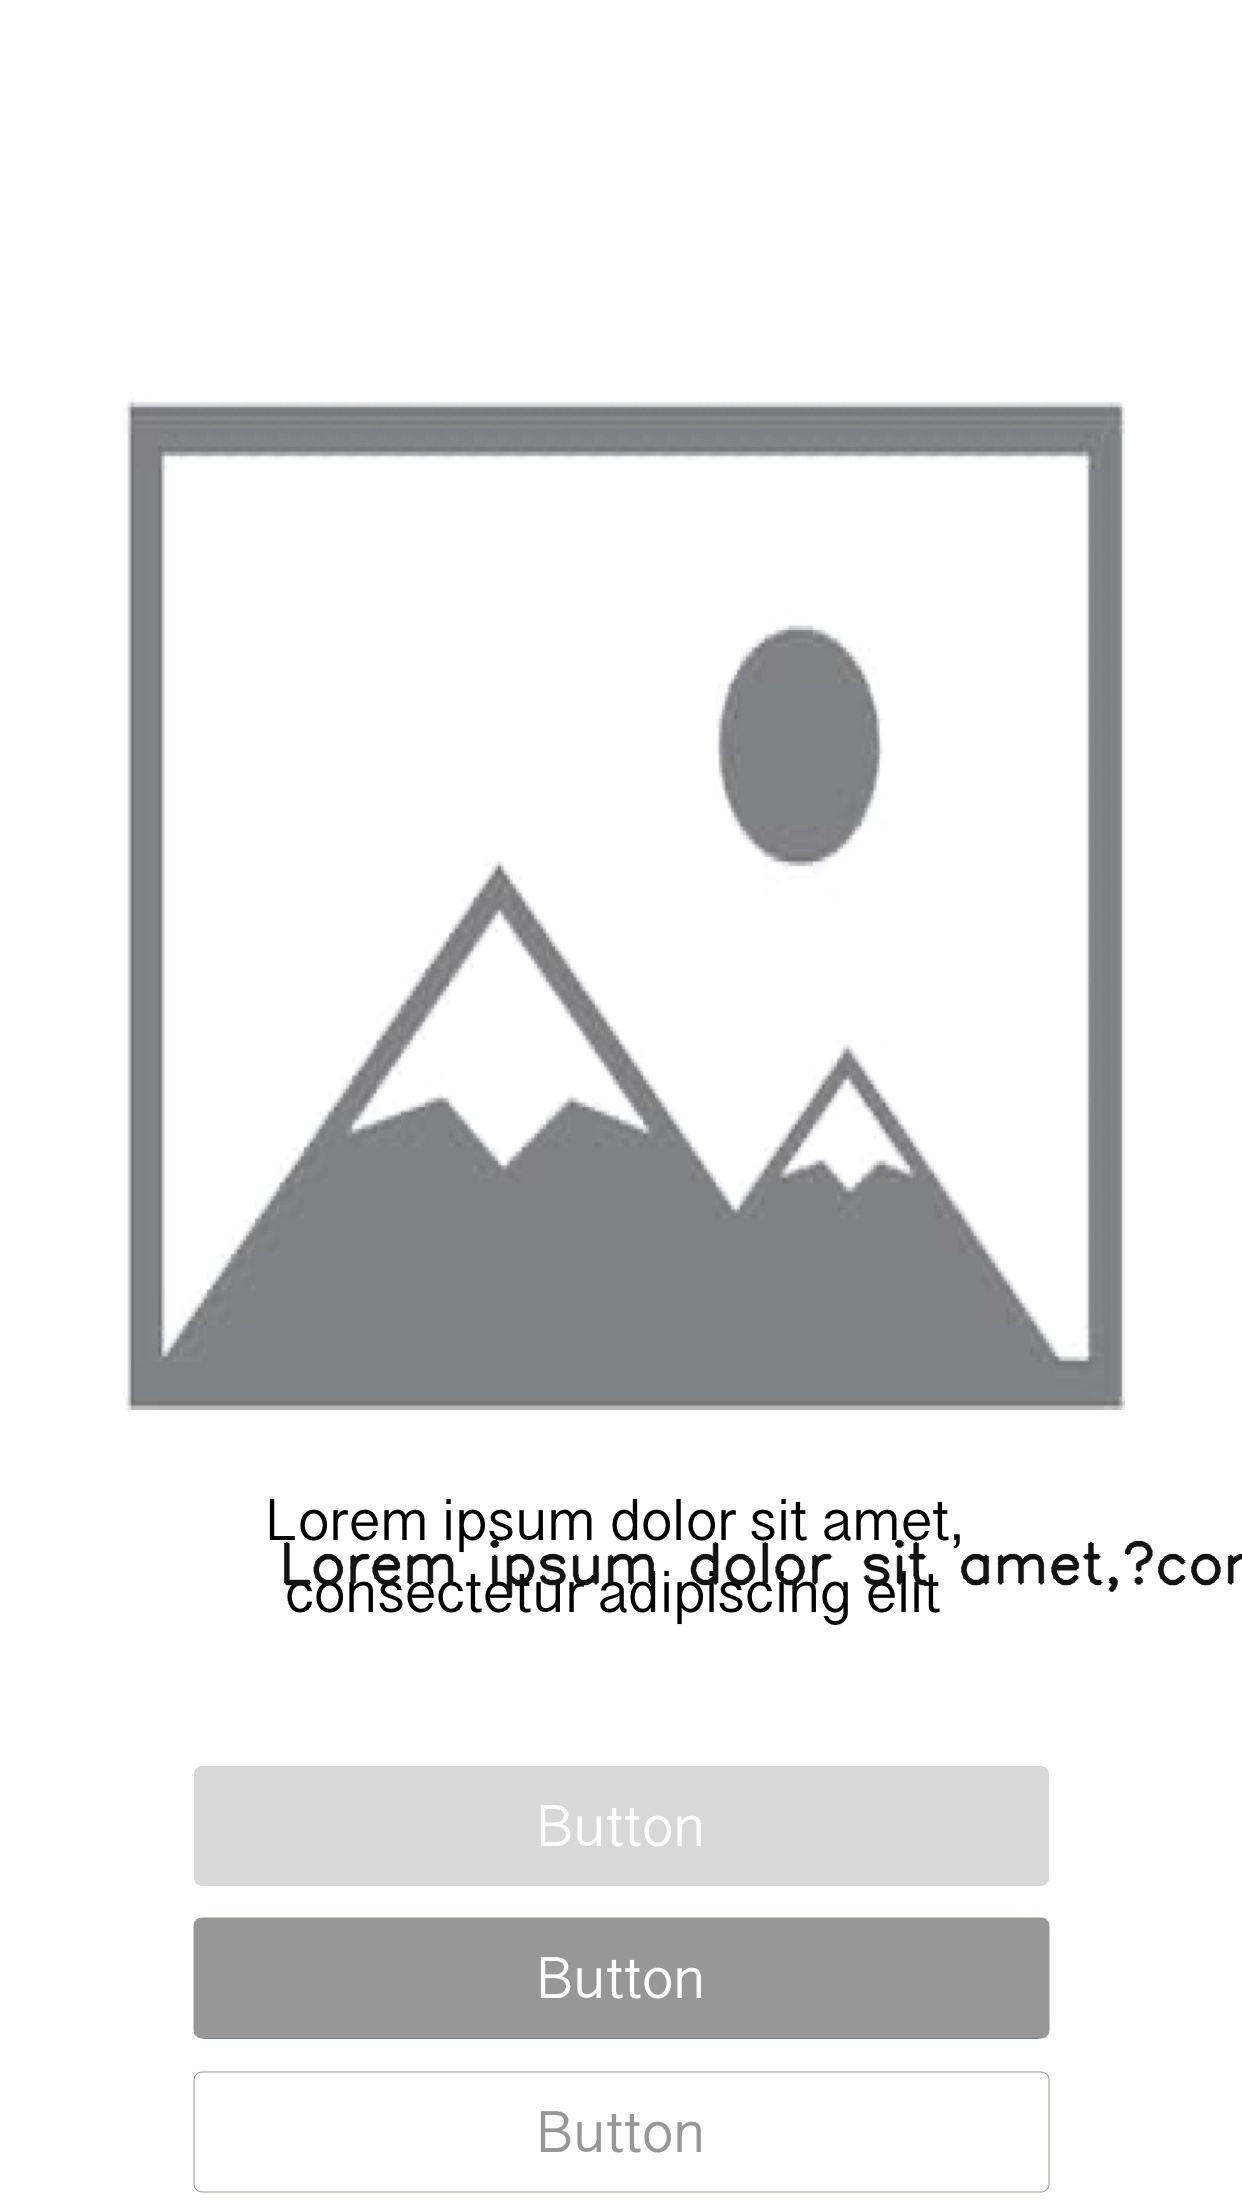 Lorem ipsum dolor sit amet,
Lorem ipsum dolor sit amet,?cor
consectetur adipiscing elit
Button
Button
Button